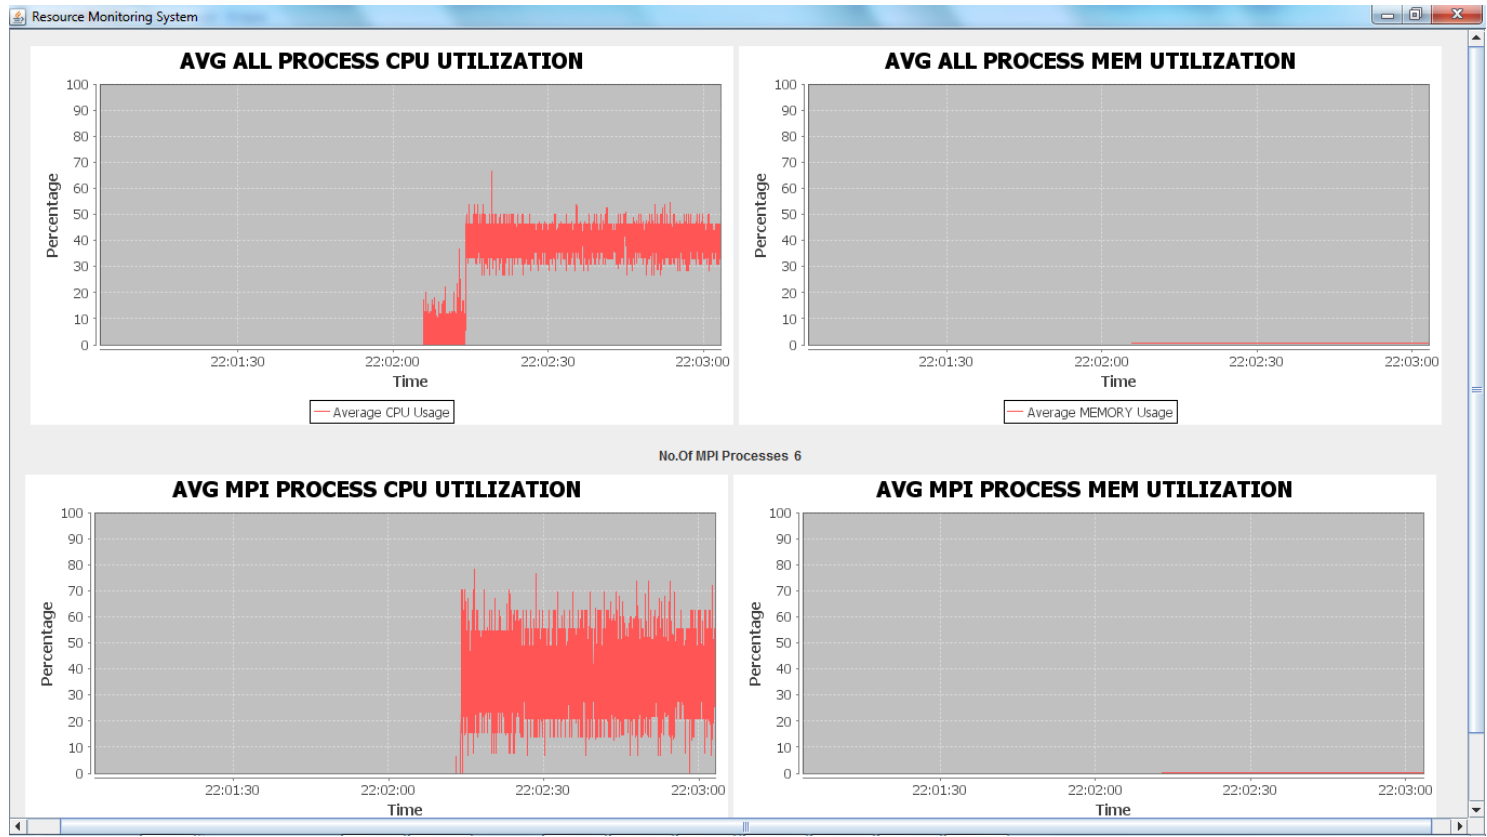 Resource Monitoring System
AVG ALL PROCESS CPU UTILIZATION
100
90
80
70
60
50
40
30
20
10
0
Percentage
22:01:30 22:02:00 22:02:30 22:03:00
Time
Average CPU Usage
AVG ALL PROCESS MEM UTILIZATION
100
90
80
70
60
50
40
30
20
10
0
Percentage
22:01:30 22:02:00 22:02:30 22:03:00
Time
Average MEMORY Usage
No.Of MPI Processes 6
AVG MPI PROCESS CPU UTILIZATION
100
90
80
70
60
50
40
30
20
10
0
Percentage
22:01:30 22:02:00 22:02:30 22:03:00
Time
AVG MPI PROCESS MEM UTILIZATION
100
90
80
70
60
50
40
30
20
10
0
Percentage
22:01:30 22:02:00 22:02:30 22:03:00
Time